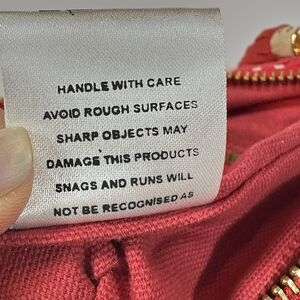 HANDLE WITH CARE
AVOID ROUGH SURFACES
SHARP OBJECTS MAY
DAMAGE THIS PRODUCTS
SNAGS AND RUNS WILL
NOT BE RECOGNISED AS